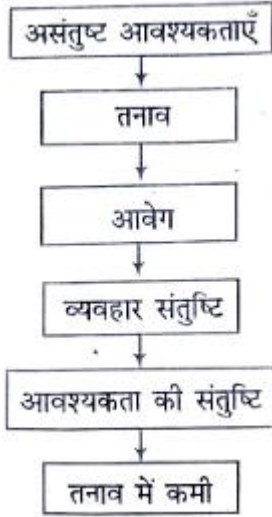 असंतुष्ट आवश्यकताएँ
तनाव
आवेग
व्यवहार संतुष्टि
आवश्यकता की संतुष्टि
तनाव में कमी